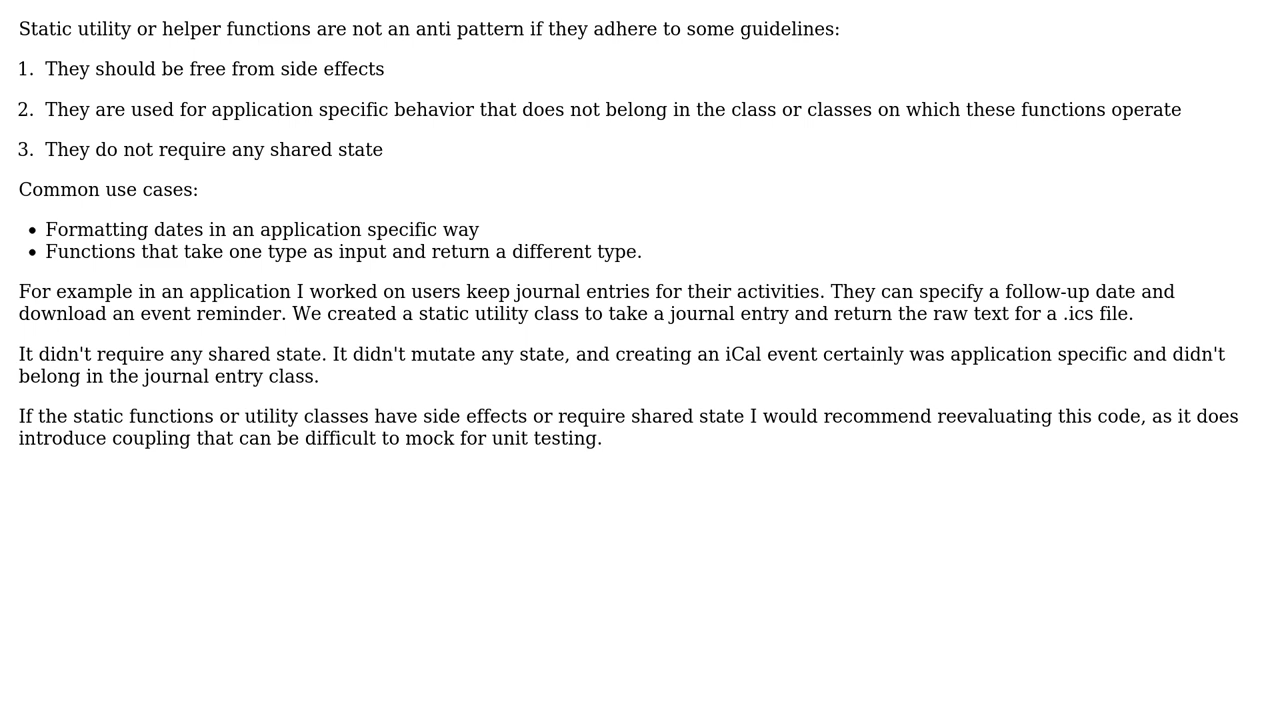 Static utility or helper functions are not an anti pattern if they adhere to some guidelines:
1. They should be free from side effects
2. They are used for application specific behavior that does not belong in the class or classes on which these functions operate
3. They do not require any shared state
Common use cases:
• Formatting dates in an application specific way
• Functions that take one type as input and return a different type.
For example in an application I worked on users keep journal entries for their activities. They can specify a follow-up date and
download an event reminder. We created a static utility class to take a journal entry and return the raw text for a .ics file.
It didn't require any shared state. It didn't mutate any state, and creating an iCal event certainly was application specific and didn't
belong in the journal entry class.
If the static functions or utility classes have side effects or require shared state I would recommend reevaluating this code, as it does
introduce coupling that can be difficult to mock for unit testing.